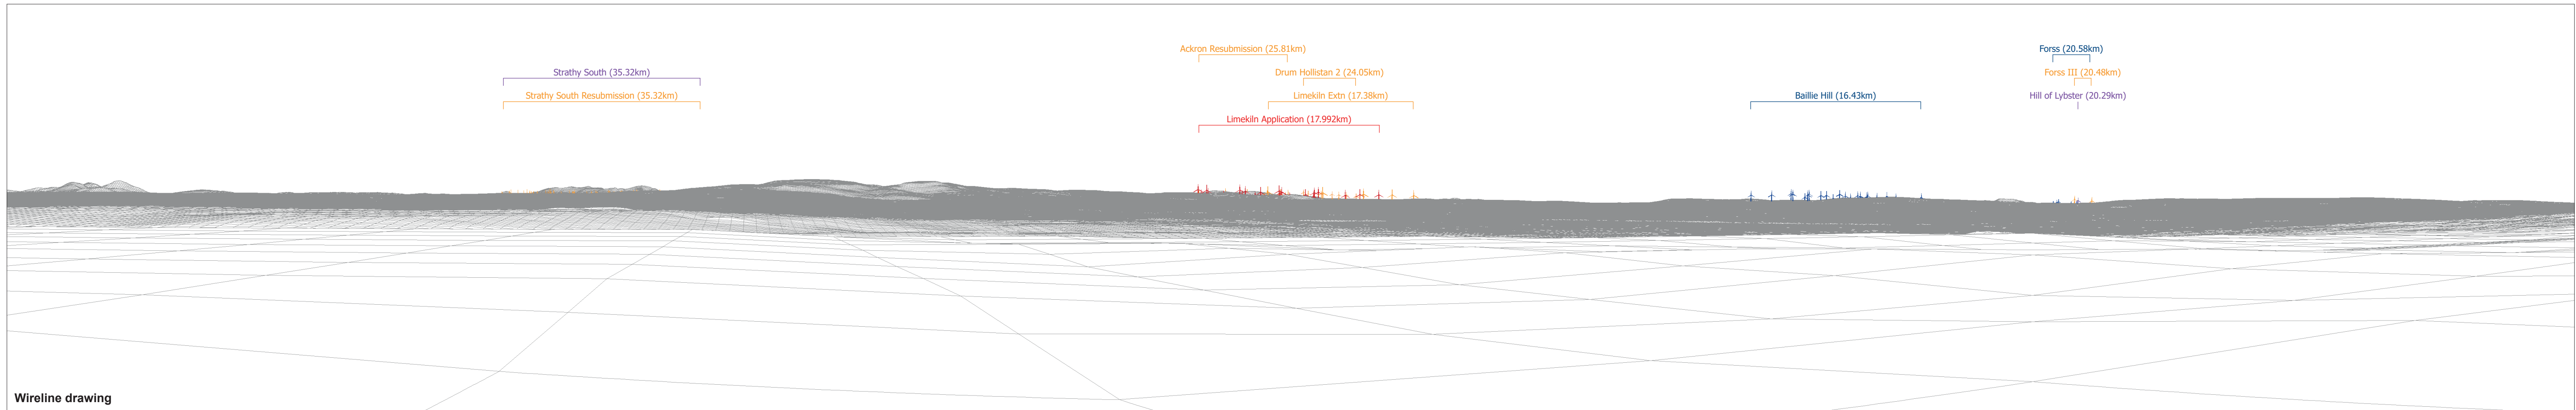 Ackron Resubmission (25.81km)
Forss (20.58km)
Strathy South (35.32km)
Drum Hollistan 2 (24.05km)
Forss III (20.48km)
Strathy South Resubmission (35.32km)
Limekiln Extn (17.38km)
Baillie Hill (16.43km)
Hill of Lybster (20.29km)
Limekiln Application (17.992km)
Wireline drawing